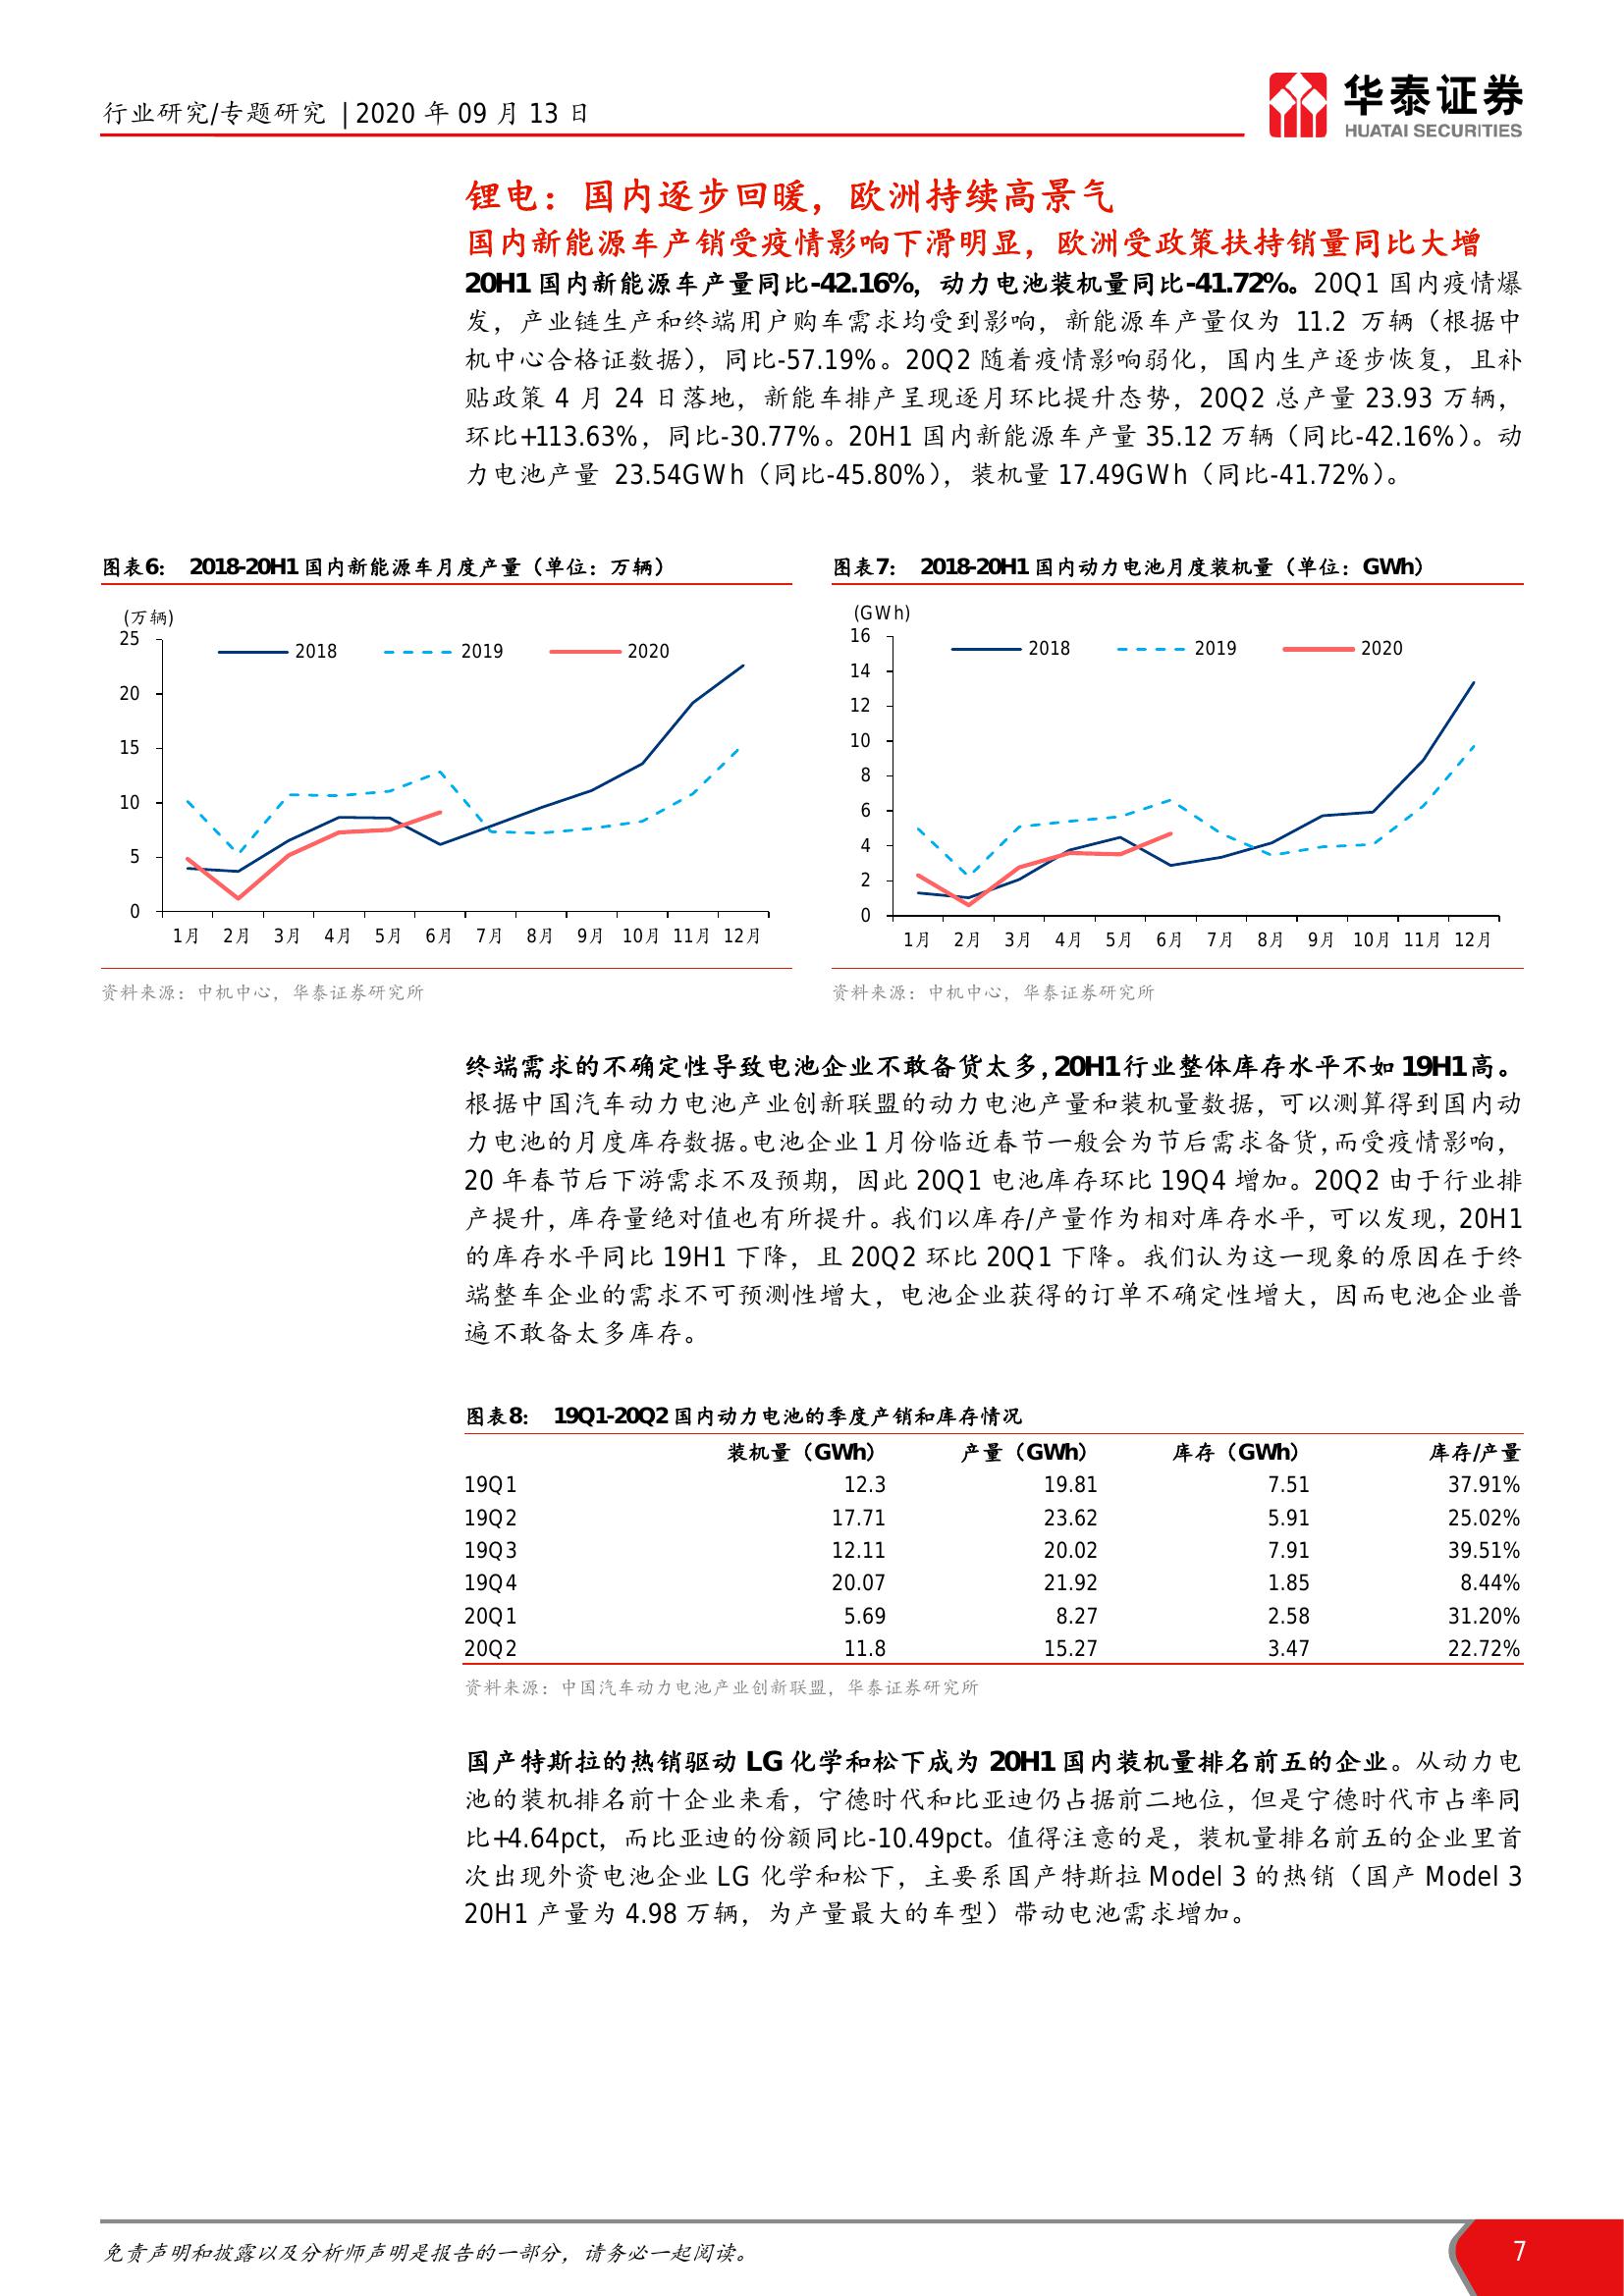 行业研究/专题研究 | 2020 年 09 月 13 日
华泰证券
HUATAI SECURITIES
锂电：国内逐步回暖，欧洲持续高景气
国内新能源车产销受疫情影响下滑明显，欧洲受政策扶持销量同比大增
20H1 国内新能源车产量同比-42.16%，动力电池装机量同比-41.72%。20Q1 国内疫情爆
发，产业链生产和终端用户购车需求均受到影响，新能源车产量仅为 11.2 万辆（根据中
机中心合格证数据），同比-57.19%。20Q2 随着疫情影响弱化，国内生产逐步恢复，且补
贴政策 4 月 24 日落地，新能车排产呈现逐月环比提升态势，20Q2 总产量 23.93 万辆，
环比+113.63%，同比-30.77%。20H1 国内新能源车产量 35.12 万辆（同比-42.16%）。动
力电池产量 23.54GWh（同比-45.80%），装机量 17.49GWh（同比-41.72%）。
图表6： 2018-20H1 国内新能源车月度产量（单位：万辆）
(万辆)
25
20
15
10
5
0
2018 2019 2020
1月 2月 3月 4月 5月 6月 7月 8月 9月 10月 11月 12月
资料来源：中机中心，华泰证券研究所
图表7： 2018-20H1 国内动力电池月度装机量（单位：GWh）
(GWh)
16
14
12
10
8
6
4
2
0
2018 2019 2020
1月 2月 3月 4月 5月 6月 7月 8月 9月 10月 11月 12月
资料来源：中机中心，华泰证券研究所
终端需求的不确定性导致电池企业不敢备货太多，20H1 行业整体库存水平不如 19H1 高。
根据中国汽车动力电池产业创新联盟的动力电池产量和装机量数据，可以测算得到国内动
力电池的月度库存数据。电池企业 1 月份临近春节一般会为节后需求备货，而受疫情影响，
20 年春节后下游需求不及预期，因此 20Q1 电池库存环比 19Q4 增加。20Q2 由于行业排
产提升，库存量绝对值也有所提升。我们以库存/产量作为相对库存水平，可以发现，20H1
的库存水平同比 19H1 下降，且 20Q2 环比 20Q1 下降。我们认为这一现象的原因在于终
端整车企业的需求不可预测性增大，电池企业获得的订单不确定性增大，因而电池企业普
遍不敢备太多库存。
图表8： 19Q1-20Q2 国内动力电池的季度产销和库存情况
装机量（GWh） 产量（GWh） 库存（GWh） 库存/产量
19Q1 12.3 19.81 7.51 37.91%
19Q2 17.71 23.62 5.91 25.02%
19Q3 12.11 20.02 7.91 39.51%
19Q4 20.07 21.92 1.85 8.44%
20Q1 5.69 8.27 2.58 31.20%
20Q2 11.8 15.27 3.47 22.72%
资料来源：中国汽车动力电池产业创新联盟，华泰证券研究所
国产特斯拉的热销驱动 LG 化学和松下成为 20H1 国内装机量排名前五的企业。从动力电
池的装机排名前十企业来看，宁德时代和比亚迪仍占据前二地位，但是宁德时代市占率同
比+4.64pct，而比亚迪的份额同比-10.49pct。值得注意的是，装机量排名前五的企业里首
次出现外资电池企业 LG 化学和松下，主要系国产特斯拉 Model 3 的热销（国产 Model 3
20H1 产量为 4.98 万辆，为产量最大的车型）带动电池需求增加。
免责声明和披露以及分析师声明是报告的一部分，请务必一起阅读。
7